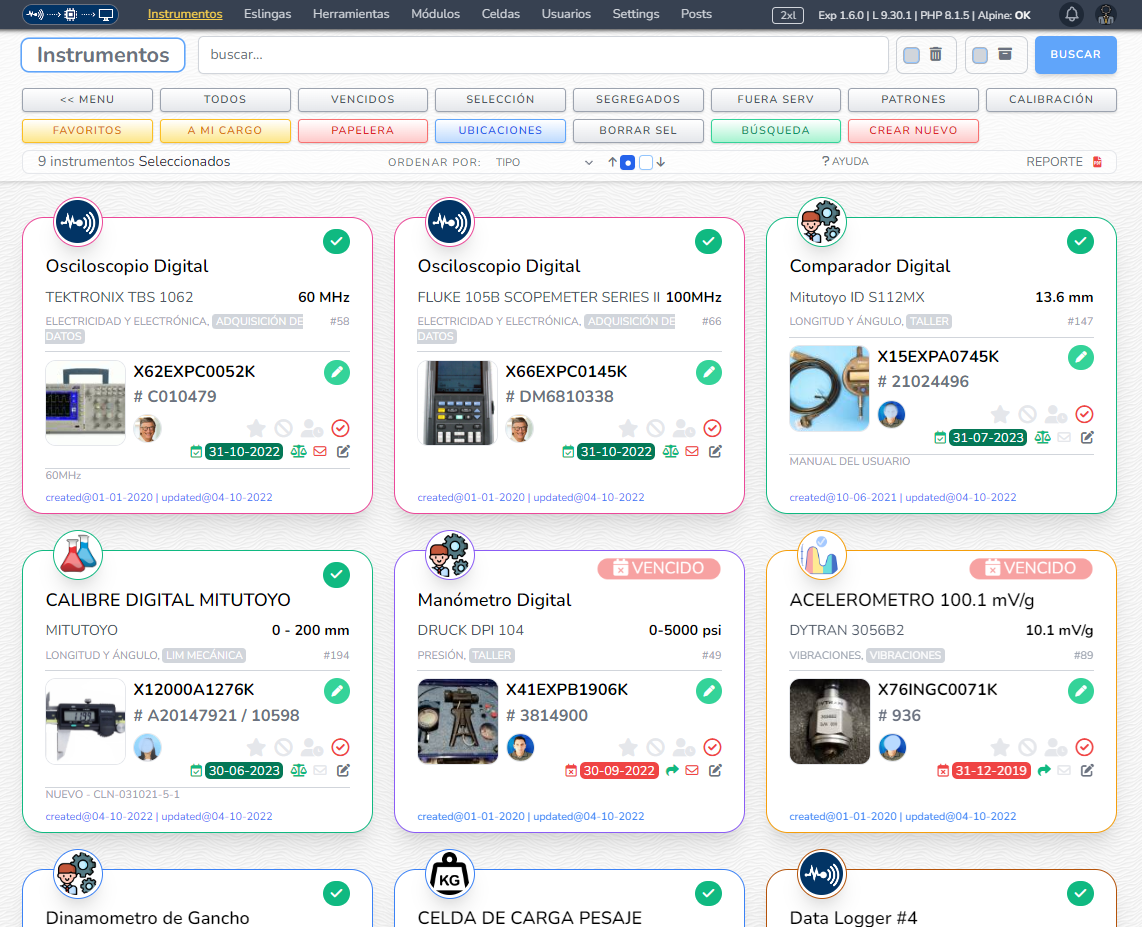 Instrumentos Eslingas Herramientas Módulos Celdas Usuarios Settings Posts 2xl Exp 1.6.0 | L 9.30.1 | PHP 8.1.5 | Alpine: OK
Instrumentos buscar... BUSCAR
<< MENU TODOS VENCIDOS SELECCIÓN SEGREGADOS FUERA SERV PATRONES CALIBRACIÓN
FAVORITOS A MI CARGO PAPELERA UBICACIONES BORRAR SEL BÚSQUEDA CREAR NUEVO
9 instrumentos Seleccionados ORDENAR POR: TIPO ? AYUDA REPORTE
Osciloscopio Digital
TEKTRONIX TBS 1062 60 MHz
ELECTRICIDAD Y ELECTRÓNICA, ADQUISICIÓN DE #58
DATOS
X62EXPC0052K
# C010479
31-10-2022
60MHz
created@01-01-2020 | updated@04-10-2022
Osciloscopio Digital
FLUKE 105B SCOPEMETER SERIES II 100MHz
ELECTRICIDAD Y ELECTRÓNICA, ADQUISICIÓN DE #66
DATOS
X66EXPC0145K
# DM6810338
31-10-2022
created@01-01-2020 | updated@04-10-2022
Comparador Digital
Mitutoyo ID S112MX 13.6 mm
LONGITUD Y ÁNGULO, TALLER #147
X15EXPA0745K
# 21024496
31-07-2023
MANUAL DEL USUARIO
created@10-06-2021 | updated@04-10-2022
CALIBRE DIGITAL MITUTOYO
MITUTOYO 0 - 200 mm
LONGITUD Y ÁNGULO, LIM MECÁNICA #194
X12000A1276K
# A20147921 / 10598
30-06-2023
NUEVO - CLN-031021-5-1
created@04-10-2022 | updated@04-10-2022
VENCIDO
Manómetro Digital
DRUCK DPI 104 0-5000 psi
PRESIÓN, TALLER #49
X41EXPB1906K
# 3814900
30-09-2022
created@01-01-2020 | updated@04-10-2022
VENCIDO
ACELEROMETRO 100.1 mV/g
DYTRAN 3056B2 10.1 mV/g
VIBRACIONES, VIBRACIONES #89
X76INGC0071K
# 936
31-12-2019
created@01-01-2020 | updated@04-10-2022
Dinamometro de Gancho
KG
CELDA DE CARGA PESAJE
Data Logger #4